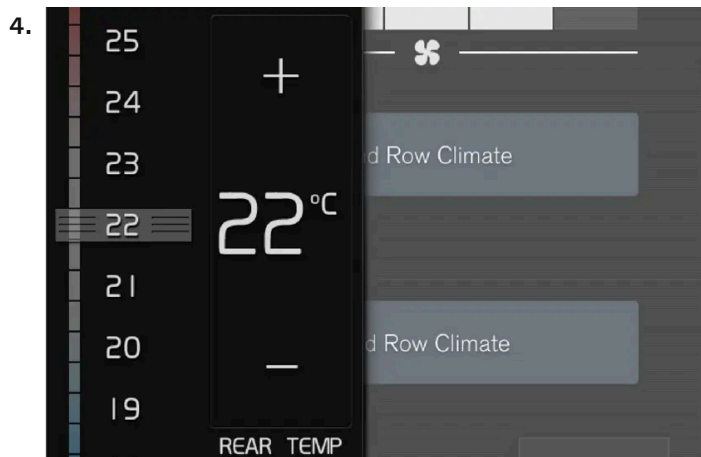 4.
25
24
23
22
21
20
19
+
22°C
–
REAR TEMP
d Row Climate
d Row Climate